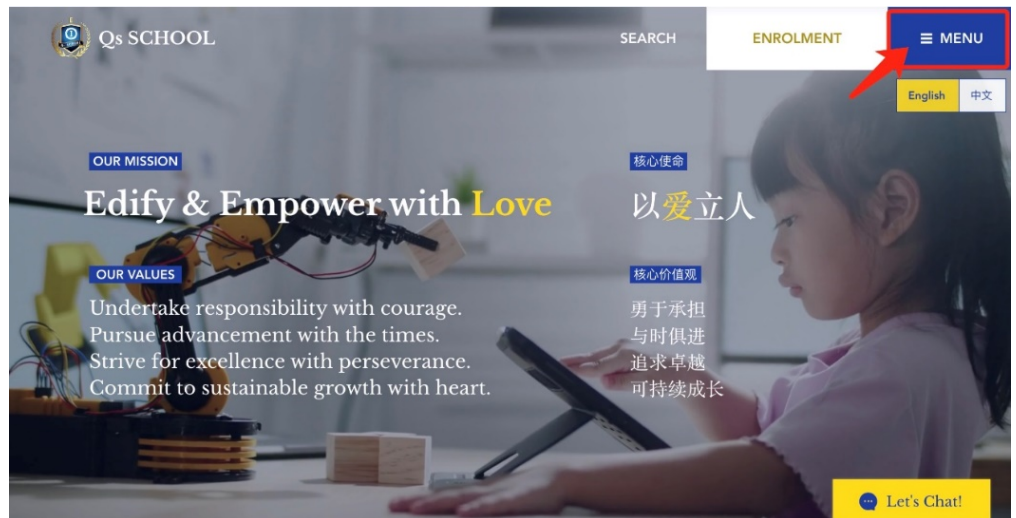 Qs SCHOOL
SEARCH
ENROLMENT
☰ MENU
English
中文
OUR MISSION
Edify & Empower with Love
核心使命
以爱立人
OUR VALUES
Undertake responsibility with courage.
Pursue advancement with the times.
Strive for excellence with perseverance.
Commit to sustainable growth with heart.
核心价值观
勇于承担
与时俱进
追求卓越
可持续成长
Let's Chat!